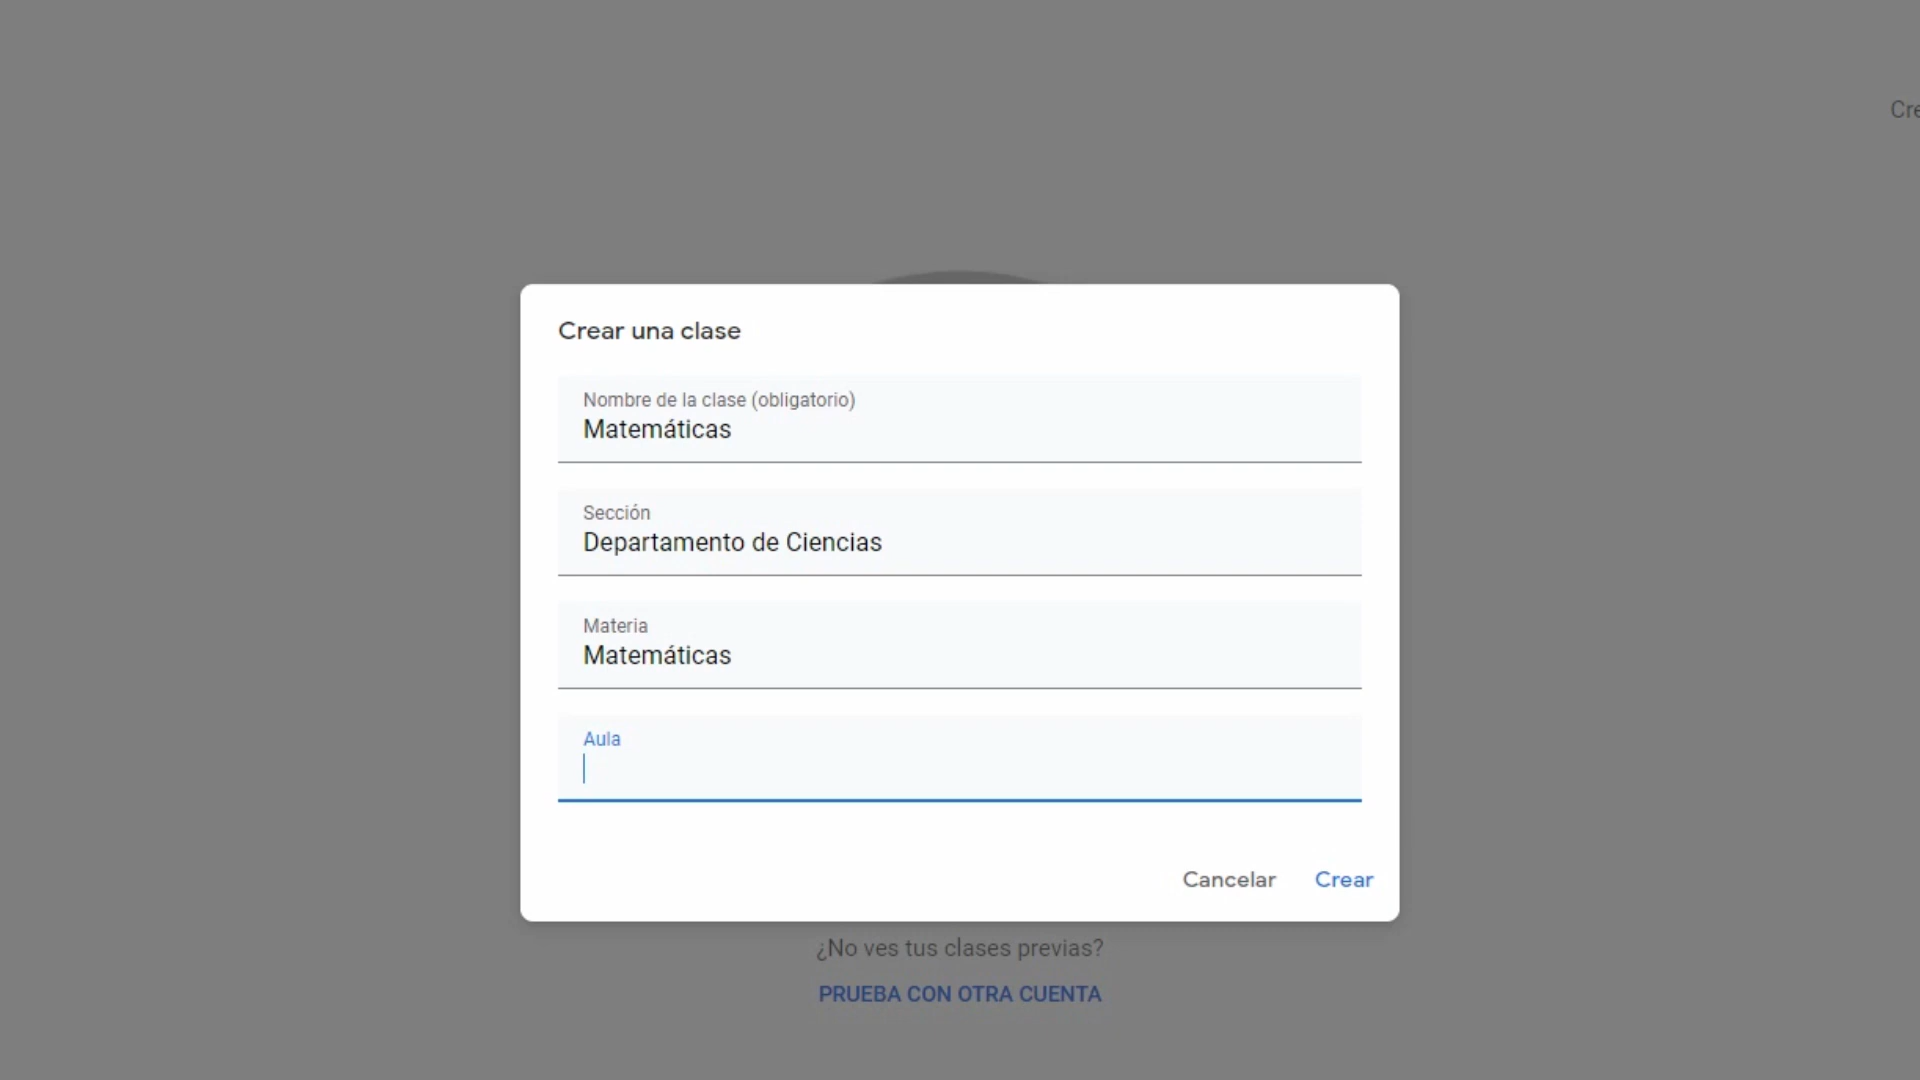 Cre
Crear una clase
Nombre de la clase (obligatorio)
Matemáticas
Sección
Departamento de Ciencias
Materia
Matemáticas
Aula
Cancelar Crear
¿No ves tus clases previas?
PRUEBA CON OTRA CUENTA